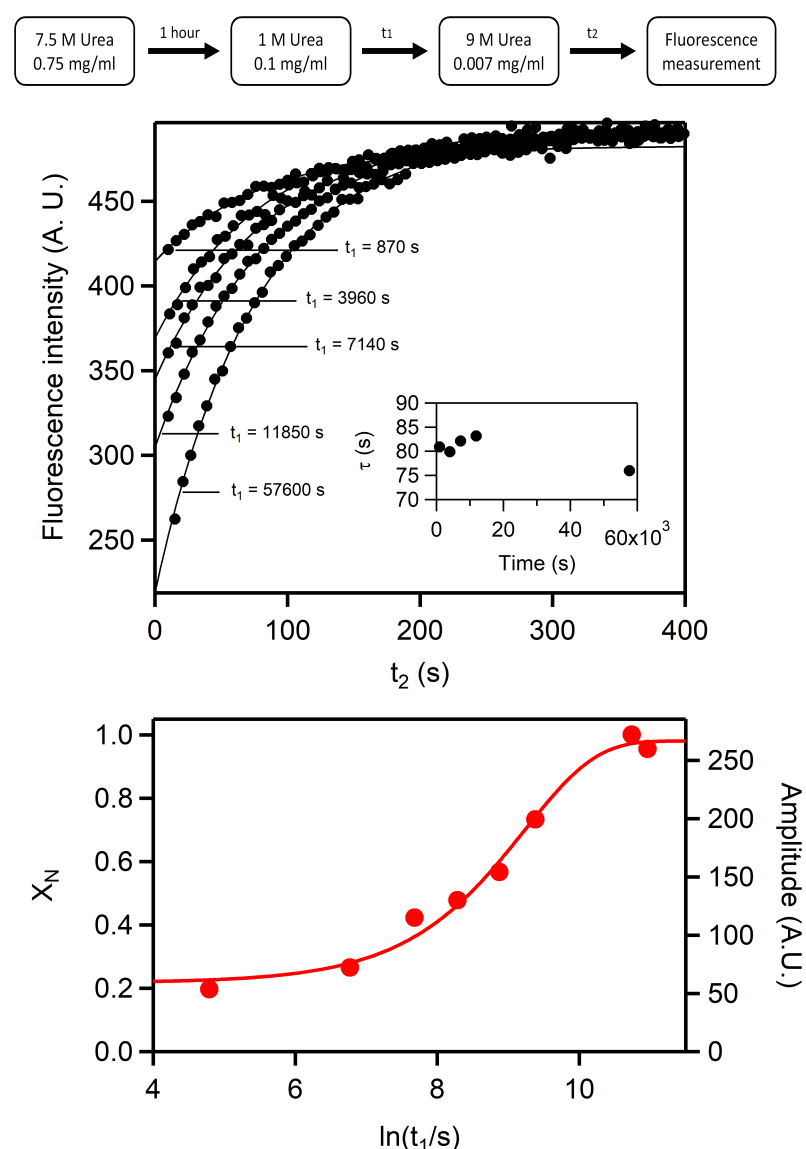 7.5 M Urea
0.75 mg/ml
1 hour
1 M Urea
0.1 mg/ml
t1
9 M Urea
0.007 mg/ml
t2
Fluorescence
measurement
Fluorescence intensity (A. U.)
450
400
350
300
250
t1 = 870 s
t1 = 3960 s
t1 = 7140 s
t1 = 11850 s
t1 = 57600 s
τ (s)
90
85
80
75
70
0 20 40 60x10³
Time (s)
0 100 200 300 400
t2 (s)
XN
1.0
0.8
0.6
0.4
0.2
0.0
250
200
150
100
50
0
Amplitude (A.U.)
4 6 8 10
ln(t1/s)